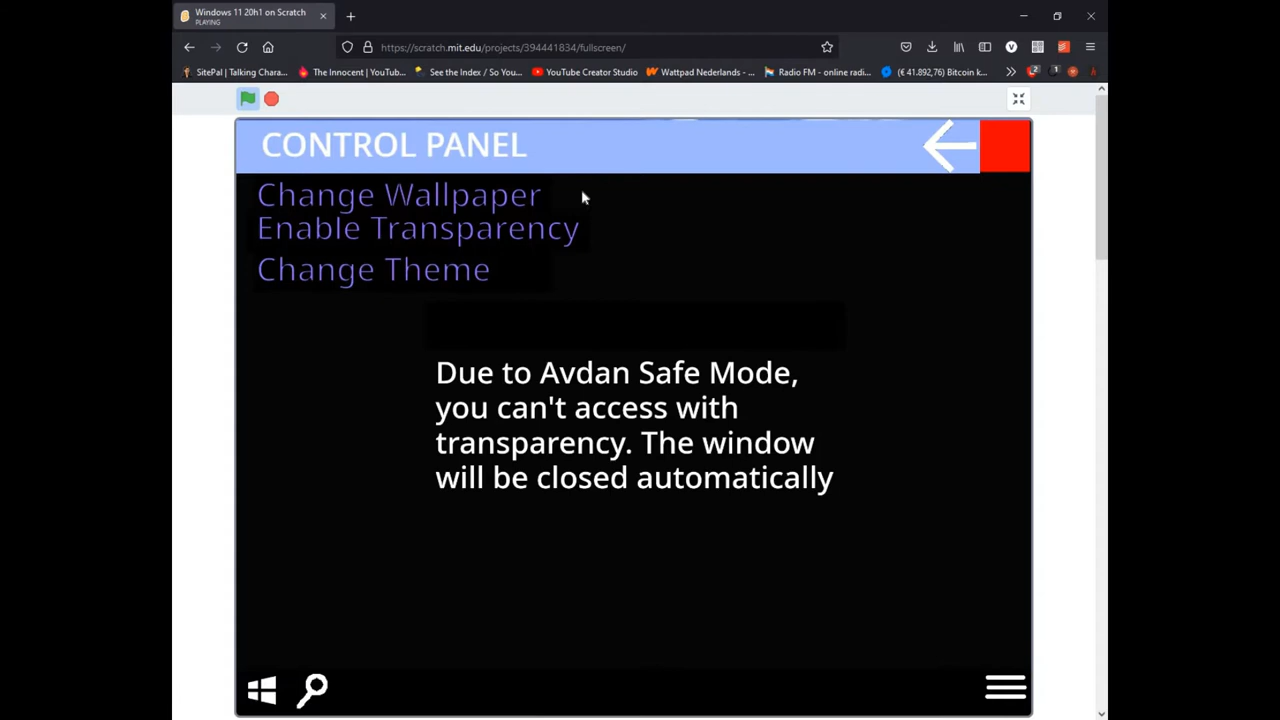 Windows 11 20h1 on Scratch
PLAYING
https://scratch.mit.edu/projects/394441834/fullscreen/
SitePal | Talking Chara...
The Innocent | YouTub...
See the Index / So You...
YouTube Creator Studio
Wattpad Nederlands - ...
Radio FM - online radi...
(€ 41.892,76) Bitcoin k...
2
1
CONTROL PANEL
Change Wallpaper
Enable Transparency
Change Theme
Due to Avdan Safe Mode,
you can't access with
transparency. The window
will be closed automatically